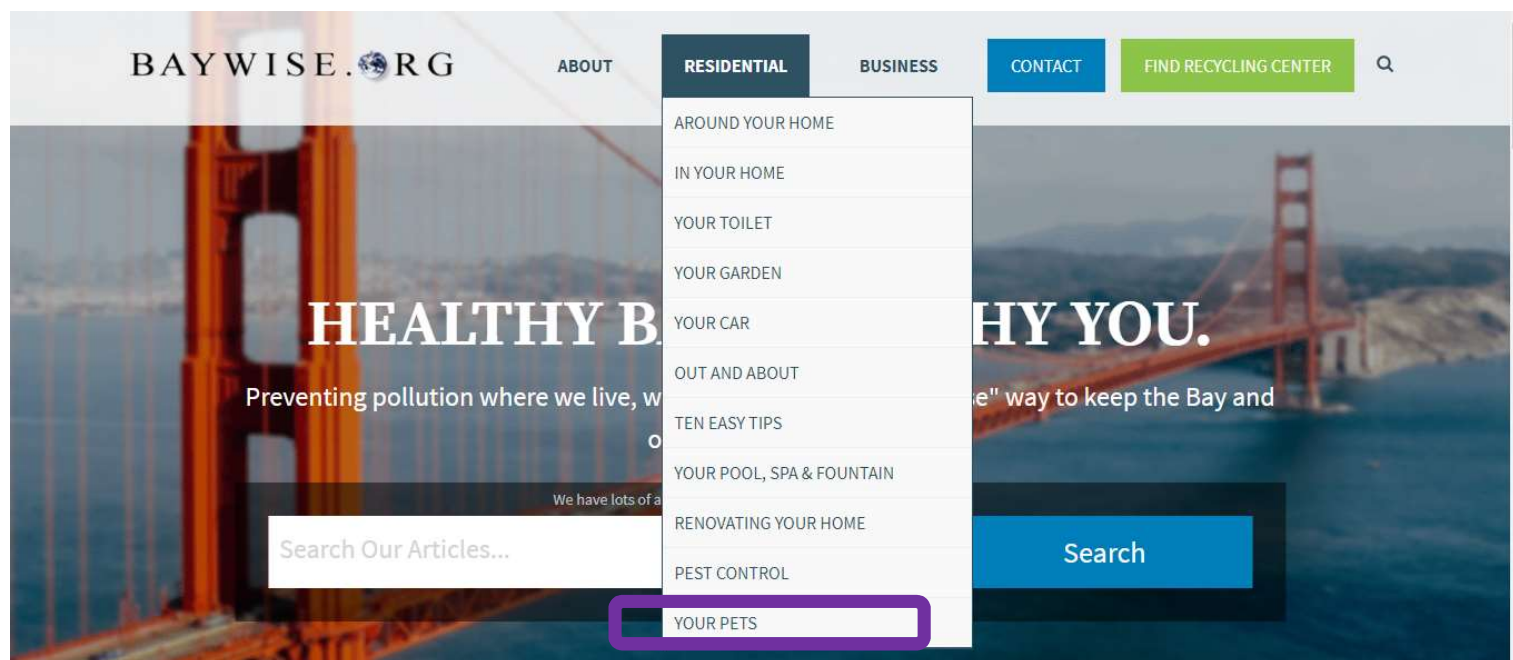 BAYWISE.ORG
ABOUT
RESIDENTIAL
BUSINESS
CONTACT
FIND RECYCLING CENTER
AROUND YOUR HOME
IN YOUR HOME
YOUR TOILET
YOUR GARDEN
YOUR CAR
OUT AND ABOUT
TEN EASY TIPS
YOUR POOL, SPA & FOUNTAIN
RENOVATING YOUR HOME
PEST CONTROL
YOUR PETS
HEALTHY YOU.
Preventing pollution where we live, way to keep the Bay and
We have lots of
Search Our Articles...
Search